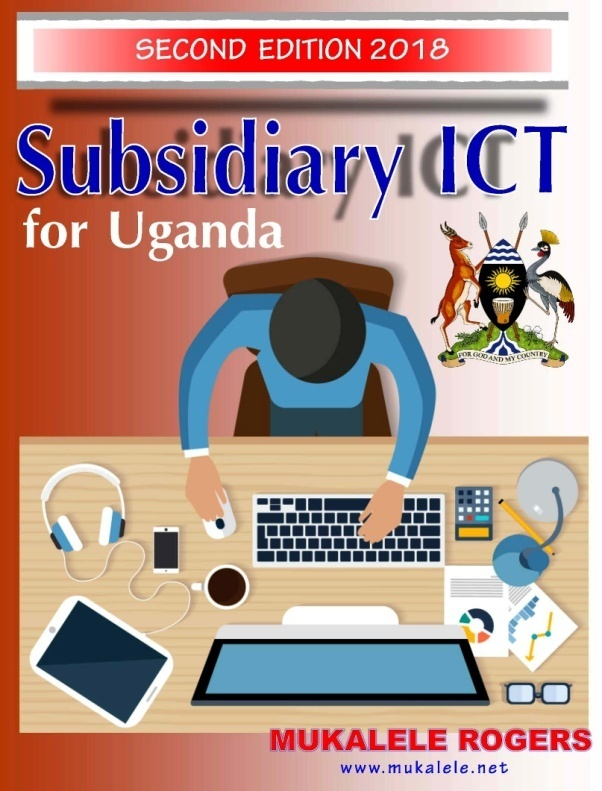 SECOND EDITION 2018
Subsidiary ICT
for Uganda
FOR GOD AND MY COUNTRY
MUKALELE ROGERS
www.mukalele.net